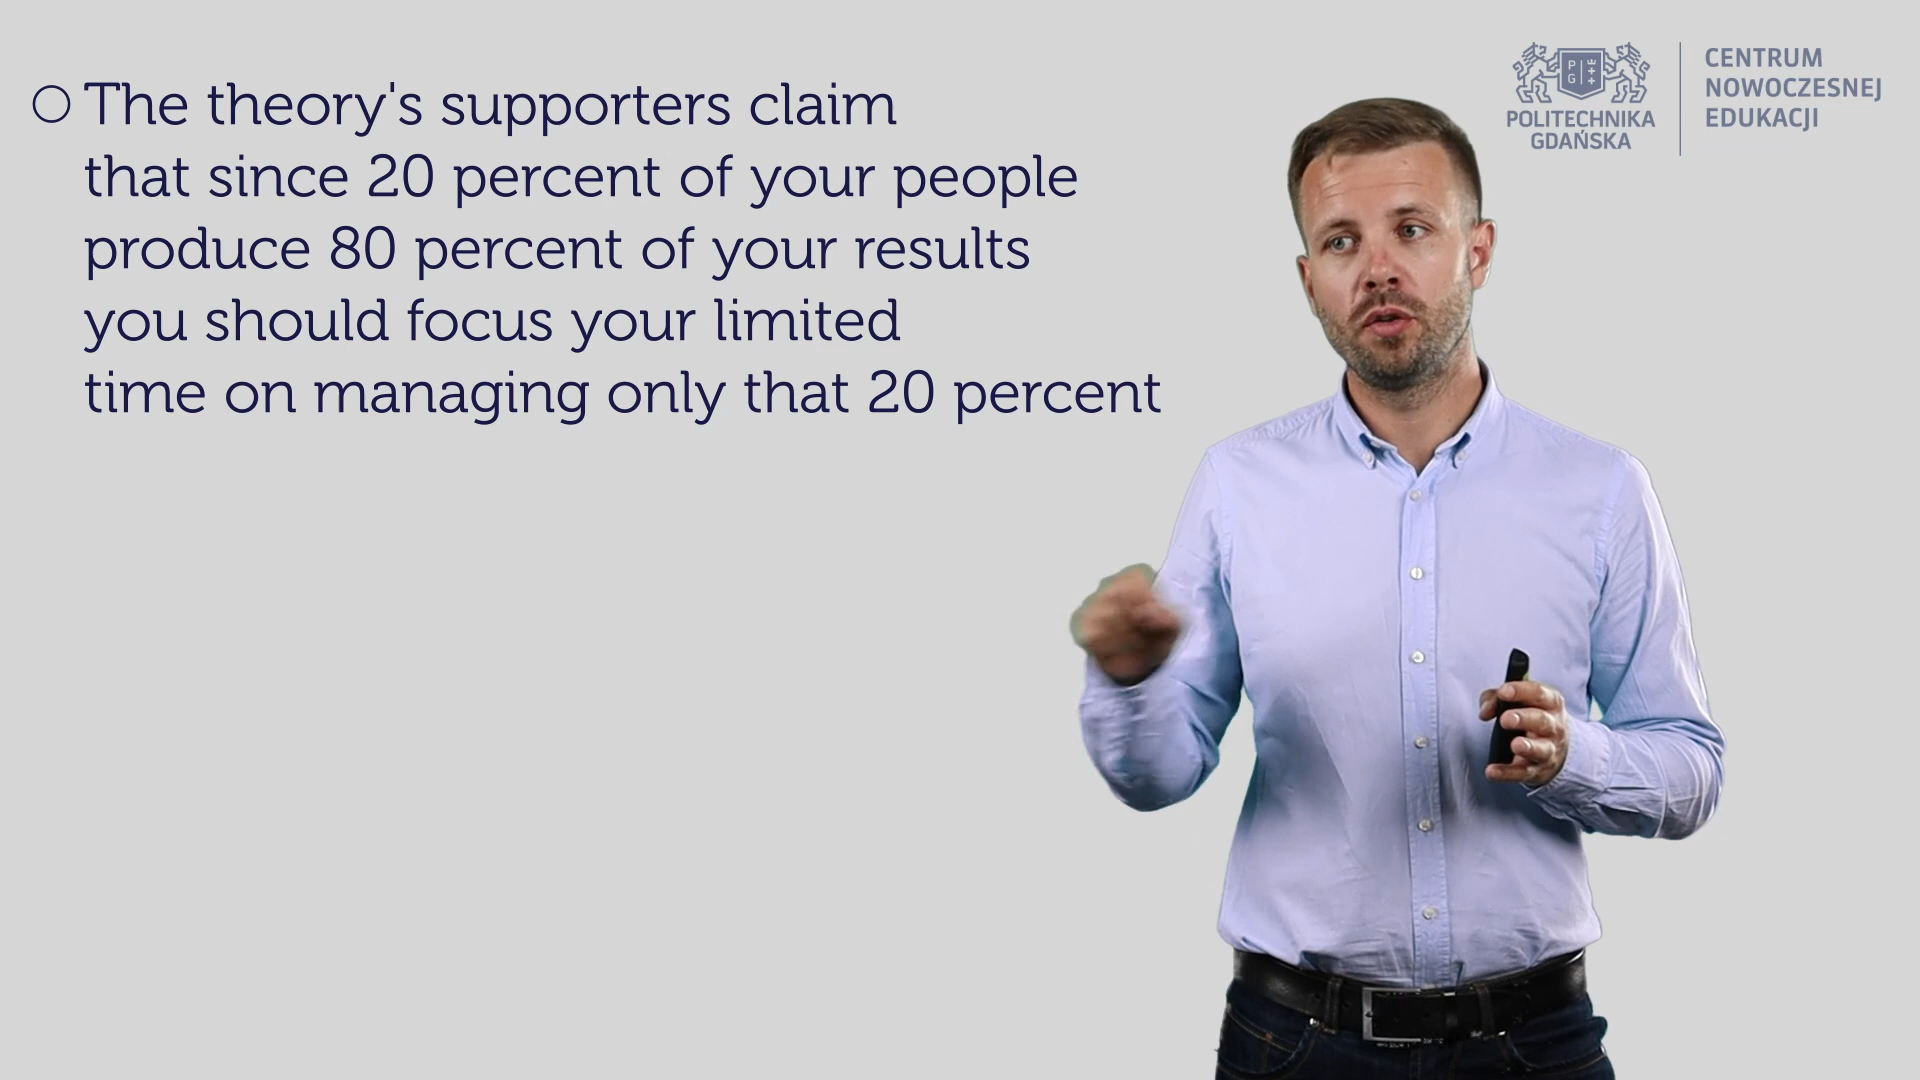 The theory's supporters claim
that since 20 percent of your people
produce 80 percent of your results
you should focus your limited
time on managing only that 20 percent
P G
POLITECHNIKA
GDAŃSKA
CENTRUM
NOWOCZESNEJ
EDUKACJI